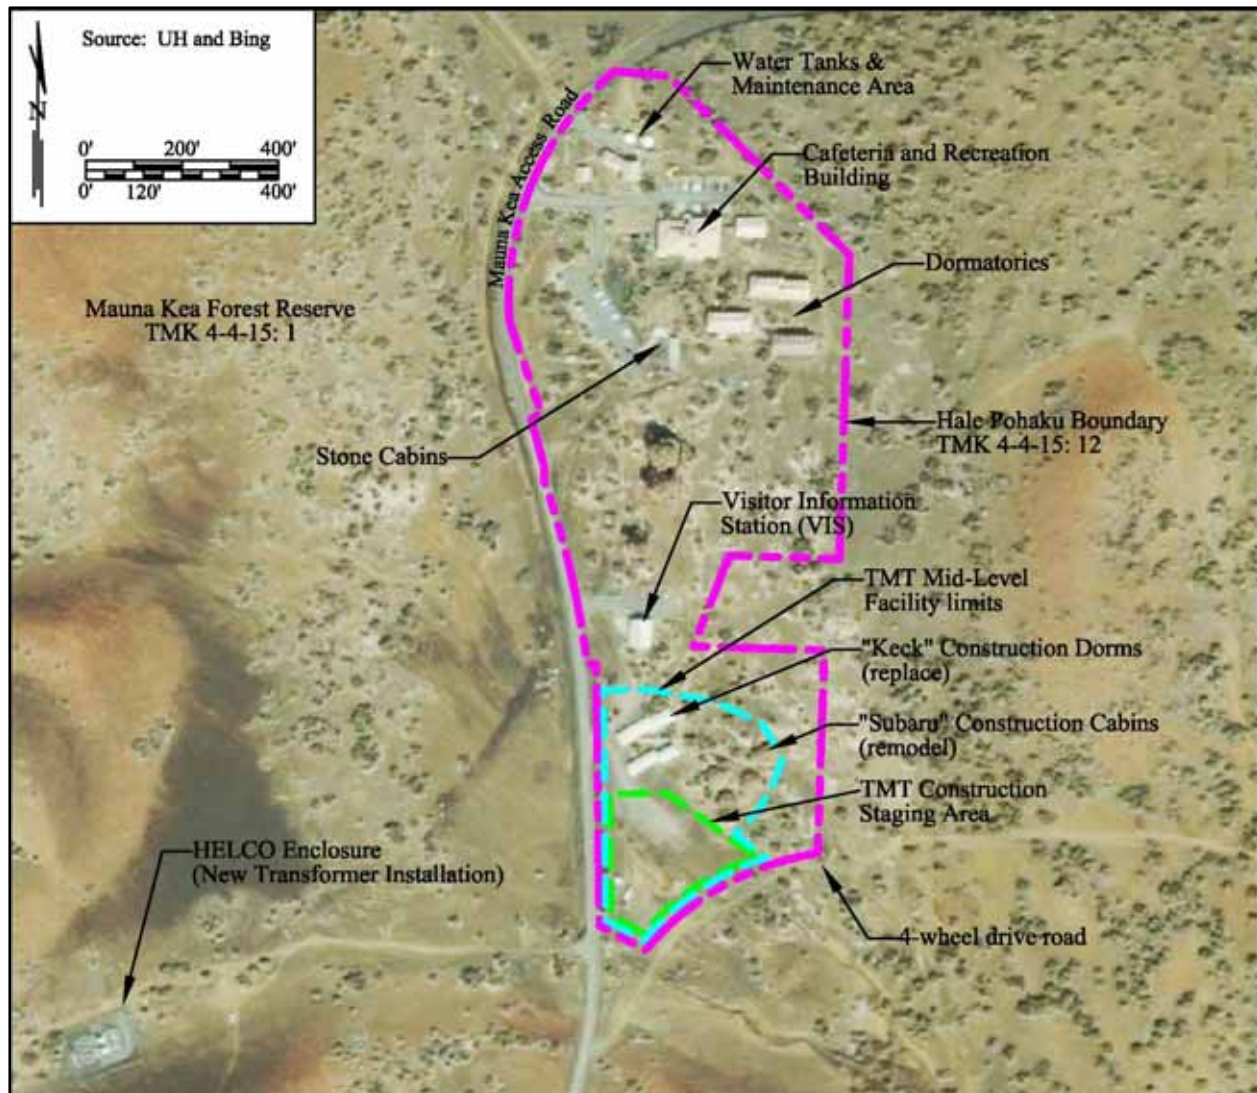 Source: UH and Bing
N
0' 200' 400'
0' 120' 400'
Water Tanks &
Maintenance Area
Mauna Kea Access Road
Cafeteria and Recreation
Building
Dormatories
Mauna Kea Forest Reserve
TMK 4-4-15: 1
Hale Pohaku Boundary
TMK 4-4-15: 12
Stone Cabins
Visitor Information
Station (VIS)
TMT Mid-Level
Facility limits
"Keck" Construction Dorms
(replace)
"Subaru" Construction Cabins
(remodel)
TMT Construction
Staging Area
HELCO Enclosure
(New Transformer Installation)
4-wheel drive road